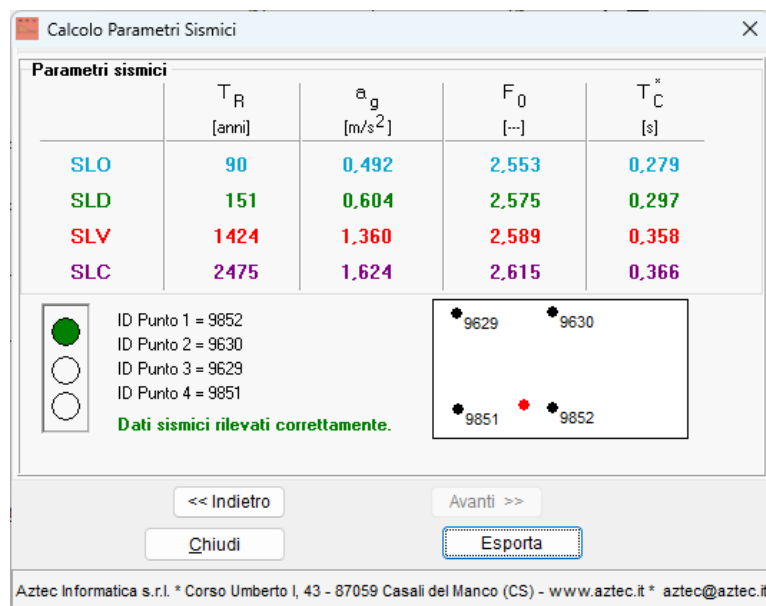 Calcolo Parametri Sismici
Parametri sismici
T R a g F 0 T C *
[anni] [m/s2] [---] [s]
SLO 90 0,492 2,553 0,279
SLD 151 0,604 2,575 0,297
SLV 1424 1,360 2,589 0,358
SLC 2475 1,624 2,615 0,366
ID Punto 1 = 9852
ID Punto 2 = 9630
ID Punto 3 = 9629
ID Punto 4 = 9851
Dati sismici rilevati correttamente.
9629 9630
9851 9852
<< Indietro Avanti >>
Chiudi Esporta
Aztec Informatica s.r.l. * Corso Umberto I, 43 - 87059 Casali del Manco (CS) - www.aztec.it * aztec@aztec.it